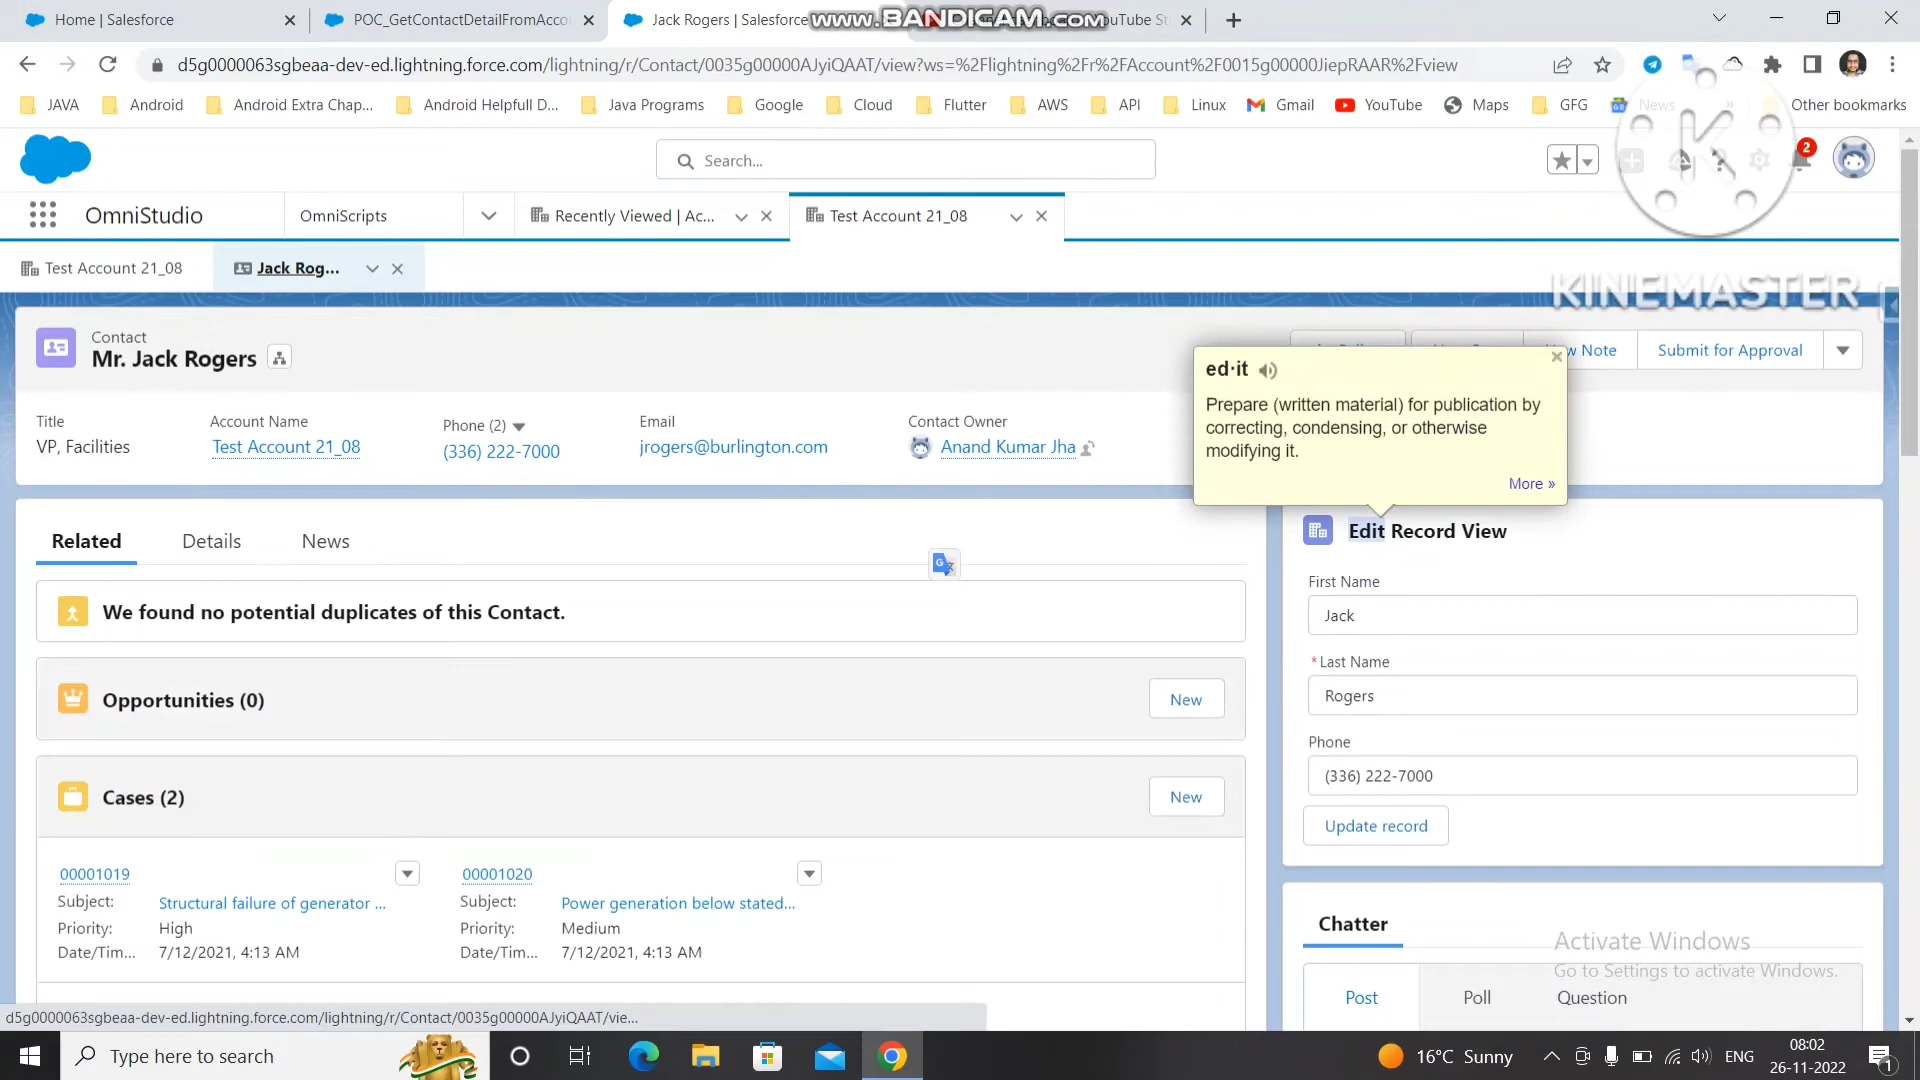 Home | Salesforce
POC_GetContactDetailFromAcco
Jack Rogers | Salesforce
www.BANDICAM.com
YouTube St
d5g0000063sgbeaa-dev-ed.lightning.force.com/lightning/r/Contact/0035g00000AJyiQAAT/view?ws=%2Flightning%2Fr%2FAccount%2F0015g00000JiepRAAR%2Fview
JAVA Android Android Extra Chap... Android Helpfull D... Java Programs Google Cloud Flutter AWS API Linux Gmail YouTube Maps GFG News » Other bookmarks
Search...
2
K
OmniStudio OmniScripts Recently Viewed | Ac... Test Account 21_08
Test Account 21_08 Jack Rog...
KINEMASTER
Contact
Mr. Jack Rogers
w Note Submit for Approval
Title
VP, Facilities
Account Name
Test Account 21_08
Phone (2)
(336) 222-7000
Email
jrogers@burlington.com
Contact Owner
Anand Kumar Jha
ed·it
Prepare (written material) for publication by
correcting, condensing, or otherwise
modifying it.
More »
Related Details News
We found no potential duplicates of this Contact.
Opportunities (0)
New
Cases (2)
New
00001019
Subject: Structural failure of generator ...
Priority: High
Date/Tim... 7/12/2021, 4:13 AM
00001020
Subject: Power generation below stated...
Priority: Medium
Date/Tim... 7/12/2021, 4:13 AM
Edit Record View
First Name
Jack
* Last Name
Rogers
Phone
(336) 222-7000
Update record
Chatter
Post Poll Question
Activate Windows
Go to Settings to activate Windows.
d5g0000063sgbeaa-dev-ed.lightning.force.com/lightning/r/Contact/0035g00000AJyiQAAT/vie...
Type here to search
16°C Sunny
ENG
08:02
26-11-2022
1